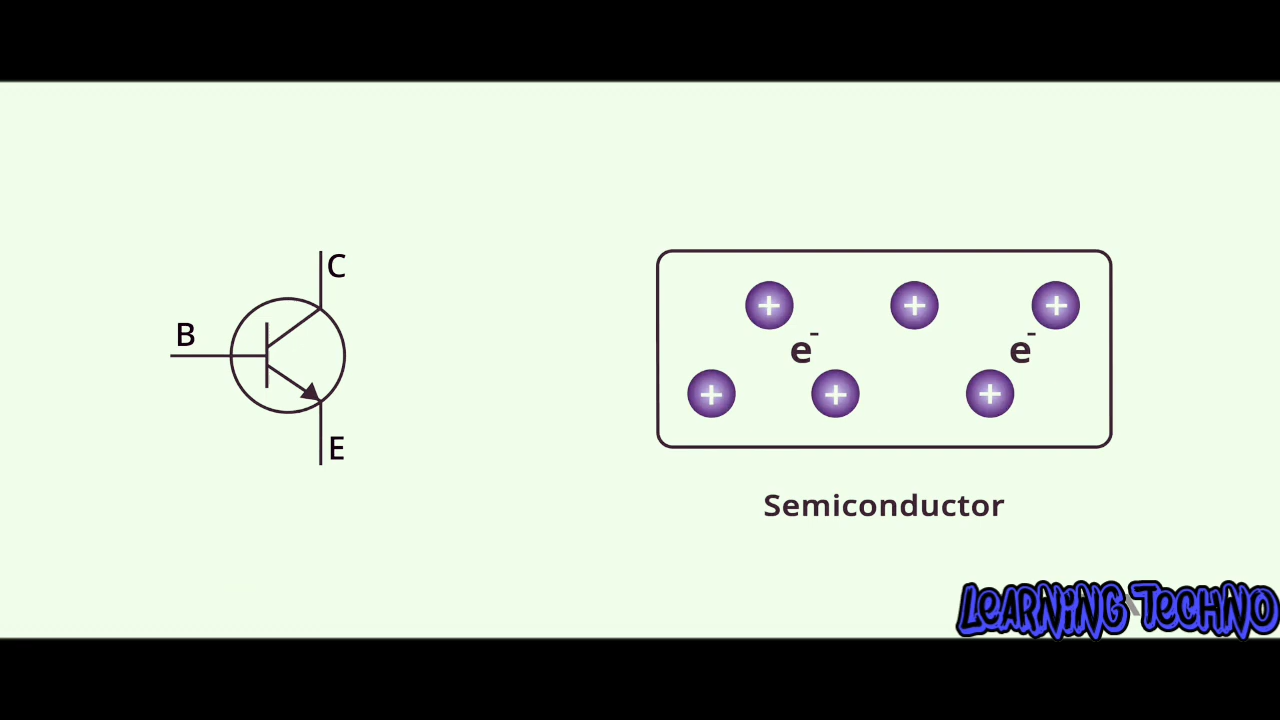 C
B
E
+ + +
e- e-
+ + +
Semiconductor
LEARNING TECHNO